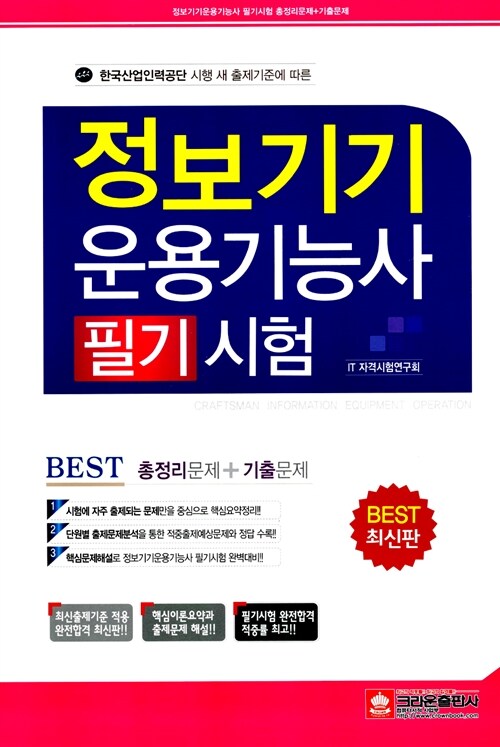 정보기기운용기능사 필기시험 총정리문제+기출문제
한국산업인력공단 시행 새 출제기준에 따른
정보기기
운용기능사
필기 시험
IT 자격시험연구회
CRAFTSMAN INFORMATION EQUIPMENT OPERATION
BEST 총정리문제+기출문제
1 시험에 자주 출제되는 문제만을 중심으로 핵심요약정리!!
2 단원별 출제문제분석을 통한 적중출제예상문제와 정답 수록!!
3 핵심문제해설로 정보기기운용기능사 필기시험 완벽대비!!
BEST
최신판
최신출제기준 적용
완전합격 최신판!!
핵심이론요약과
출제문제 해설!!
필기시험 완전합격
적중률 최고!!
크라운출판사
http://www.crownbook.com